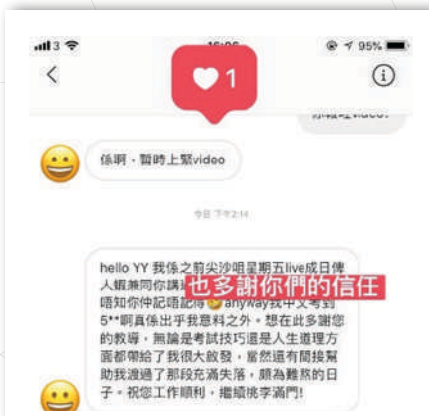 3
16:06
95%
1
係啊，暫時上緊video
今日 下午2:14
hello YY 我係之前尖沙咀星期五live成日俾
人蝦兼同你講
也多謝你們的信任
唔知你仲記唔記得 anyway我中文考到
5**啊真係出乎我意料之外。想在此多謝您
的教導，無論是考試技巧還是人生道理方
面都帶給了我很大啟發，當然還有間接幫
助我渡過了那段充滿失落，頗為難熬的日
子。祝您工作順利，繼續桃李滿門!